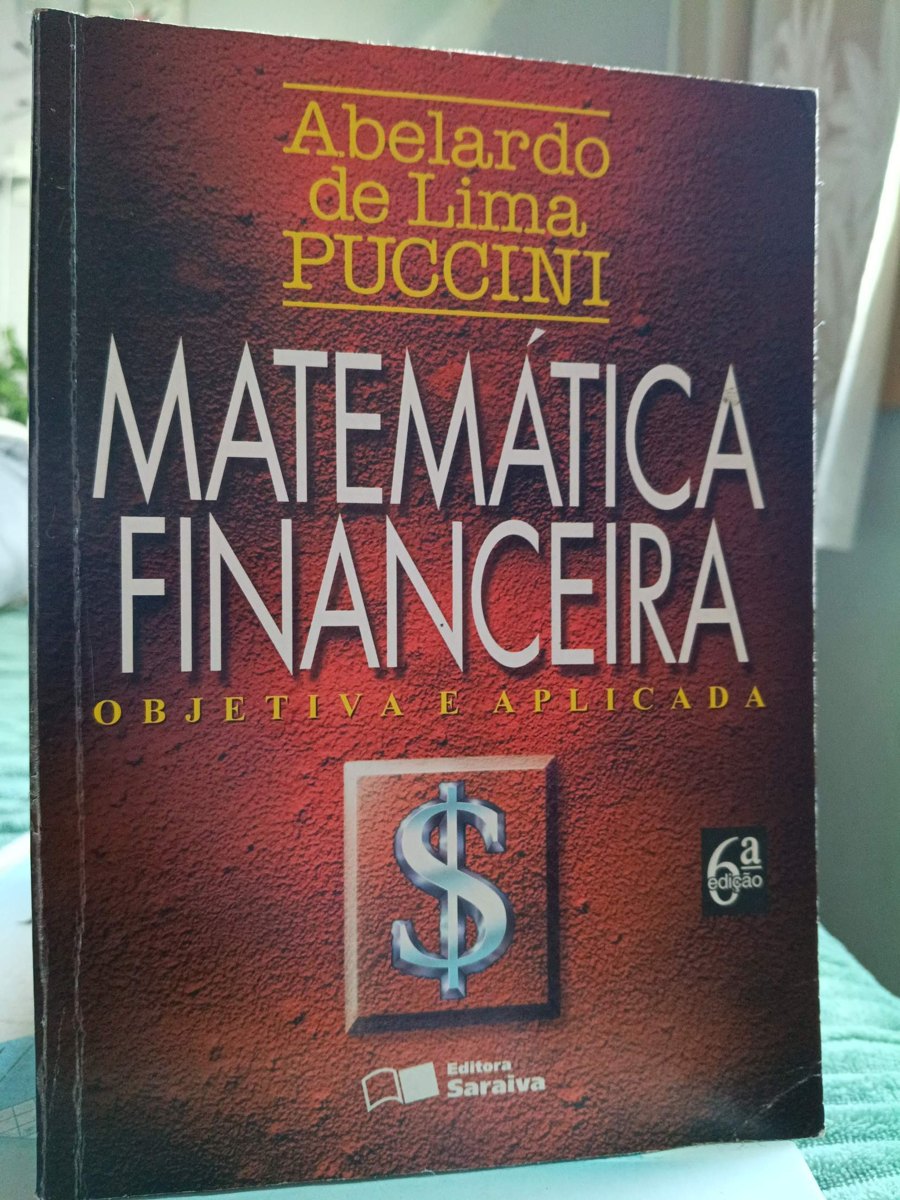 Abelardo
de Lima
PUCCINI
MATEMÁTICA
FINANCEIRA
OBJETIVA E APLICADA
$
6ª
edição
Editora
Saraiva